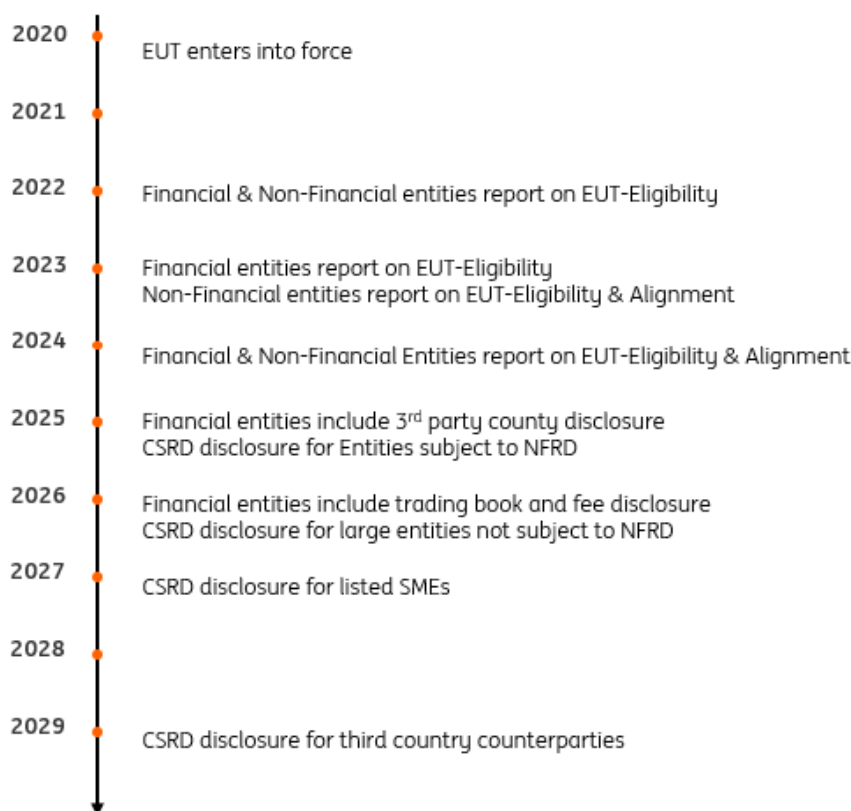 2020
EUT enters into force
2021
2022
Financial & Non-Financial entities report on EUT-Eligibility
2023
Financial entities report on EUT-Eligibility
Non-Financial entities report on EUT-Eligibility & Alignment
2024
Financial & Non-Financial Entities report on EUT-Eligibility & Alignment
2025
Financial entities include 3rd party county disclosure
CSRD disclosure for Entities subject to NFRD
2026
Financial entities include trading book and fee disclosure
CSRD disclosure for large entities not subject to NFRD
2027
CSRD disclosure for listed SMEs
2028
2029
CSRD disclosure for third country counterparties